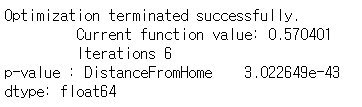 Optimization terminated successfully.
         Current function value: 0.570401
         Iterations 6
p-value : DistanceFromHome    3.022649e-43
dtype: float64